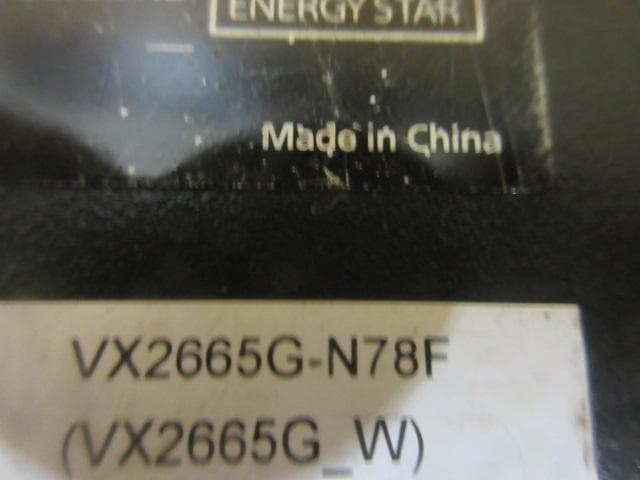 ENERGY STAR
Made in China
VX2665G-N78F
(VX2665G_W)